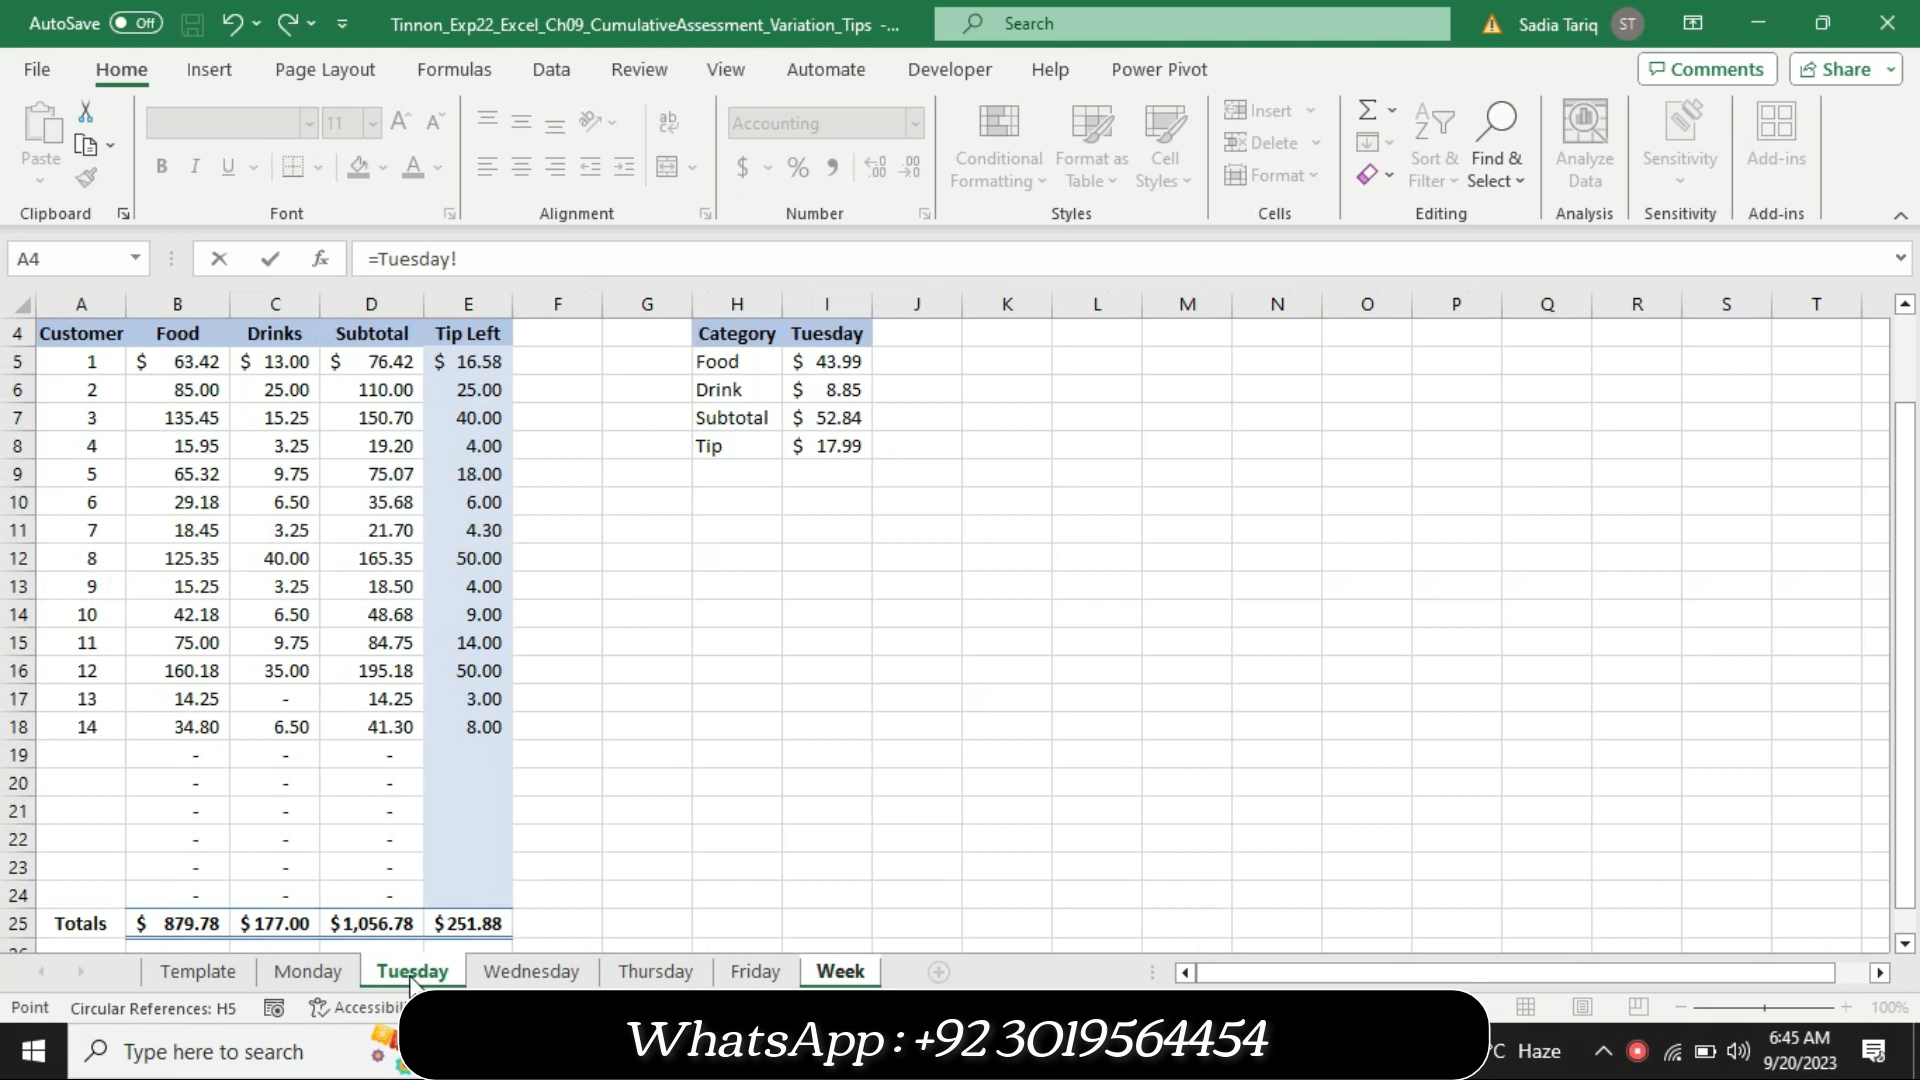 AutoSave Off Tinnon_Exp22_Excel_Ch09_CumulativeAssessment_Variation_Tips -... Search Sadia Tariq ST
File Home Insert Page Layout Formulas Data Review View Automate Developer Help Power Pivot Comments Share
11 A A ab Accounting Insert
Paste B I U A $ % Conditional Formatting Format as Table Cell Styles Delete Format Sort & Filter Find & Select Analyze Data Sensitivity Add-ins
Clipboard Font Alignment Number Styles Cells Editing Analysis Sensitivity Add-ins
A4 fx =Tuesday!
A B C D E F G H I J K L M N O P Q R S T
4 Customer Food Drinks Subtotal Tip Left Category Tuesday
5 1 $ 63.42 $ 13.00 $ 76.42 $ 16.58 Food $ 43.99
6 2 85.00 25.00 110.00 25.00 Drink $ 8.85
7 3 135.45 15.25 150.70 40.00 Subtotal $ 52.84
8 4 15.95 3.25 19.20 4.00 Tip $ 17.99
9 5 65.32 9.75 75.07 18.00
10 6 29.18 6.50 35.68 6.00
11 7 18.45 3.25 21.70 4.30
12 8 125.35 40.00 165.35 50.00
13 9 15.25 3.25 18.50 4.00
14 10 42.18 6.50 48.68 9.00
15 11 75.00 9.75 84.75 14.00
16 12 160.18 35.00 195.18 50.00
17 13 14.25 - 14.25 3.00
18 14 34.80 6.50 41.30 8.00
19 - - -
20 - - -
21 - - -
22 - - -
23 - - -
24 - - -
25 Totals $ 879.78 $ 177.00 $ 1,056.78 $ 251.88
Template Monday Tuesday Wednesday Thursday Friday Week
Point Circular References: H5 Accessibili 100%
WhatsApp : +92 3019564454
Type here to search °C Haze 6:45 AM
9/20/2023